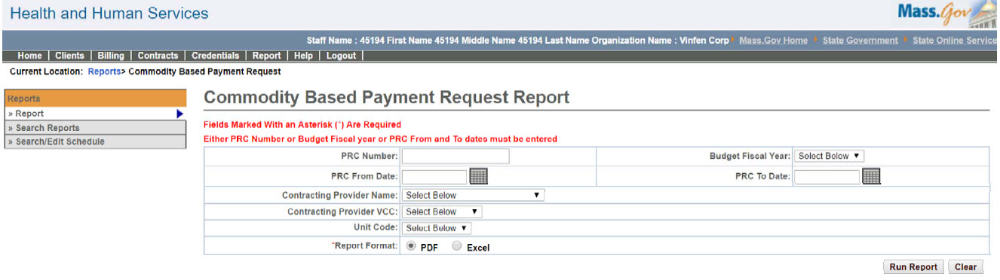 Health and Human Services
Mass.Gov
Staff Name : 45194 First Name 45194 Middle Name 45194 Last Name Organization Name : Vinfen Corp Mass.Gov Home State Government State Online Service
Home | Clients | Billing | Contracts | Credentials | Report | Help | Logout |
Current Location: Reports> Commodity Based Payment Request
Reports
» Report
» Search Reports
» Search/Edit Schedule
Commodity Based Payment Request Report
Fields Marked With an Asterisk (*) Are Required
Either PRC Number or Budget Fiscal year or PRC From and To dates must be entered
PRC Number: Budget Fiscal Year: Select Below
PRC From Date: PRC To Date:
Contracting Provider Name: Select Below
Contracting Provider VCC: Select Below
Unit Code: Select Below
*Report Format: PDF Excel
Run Report Clear